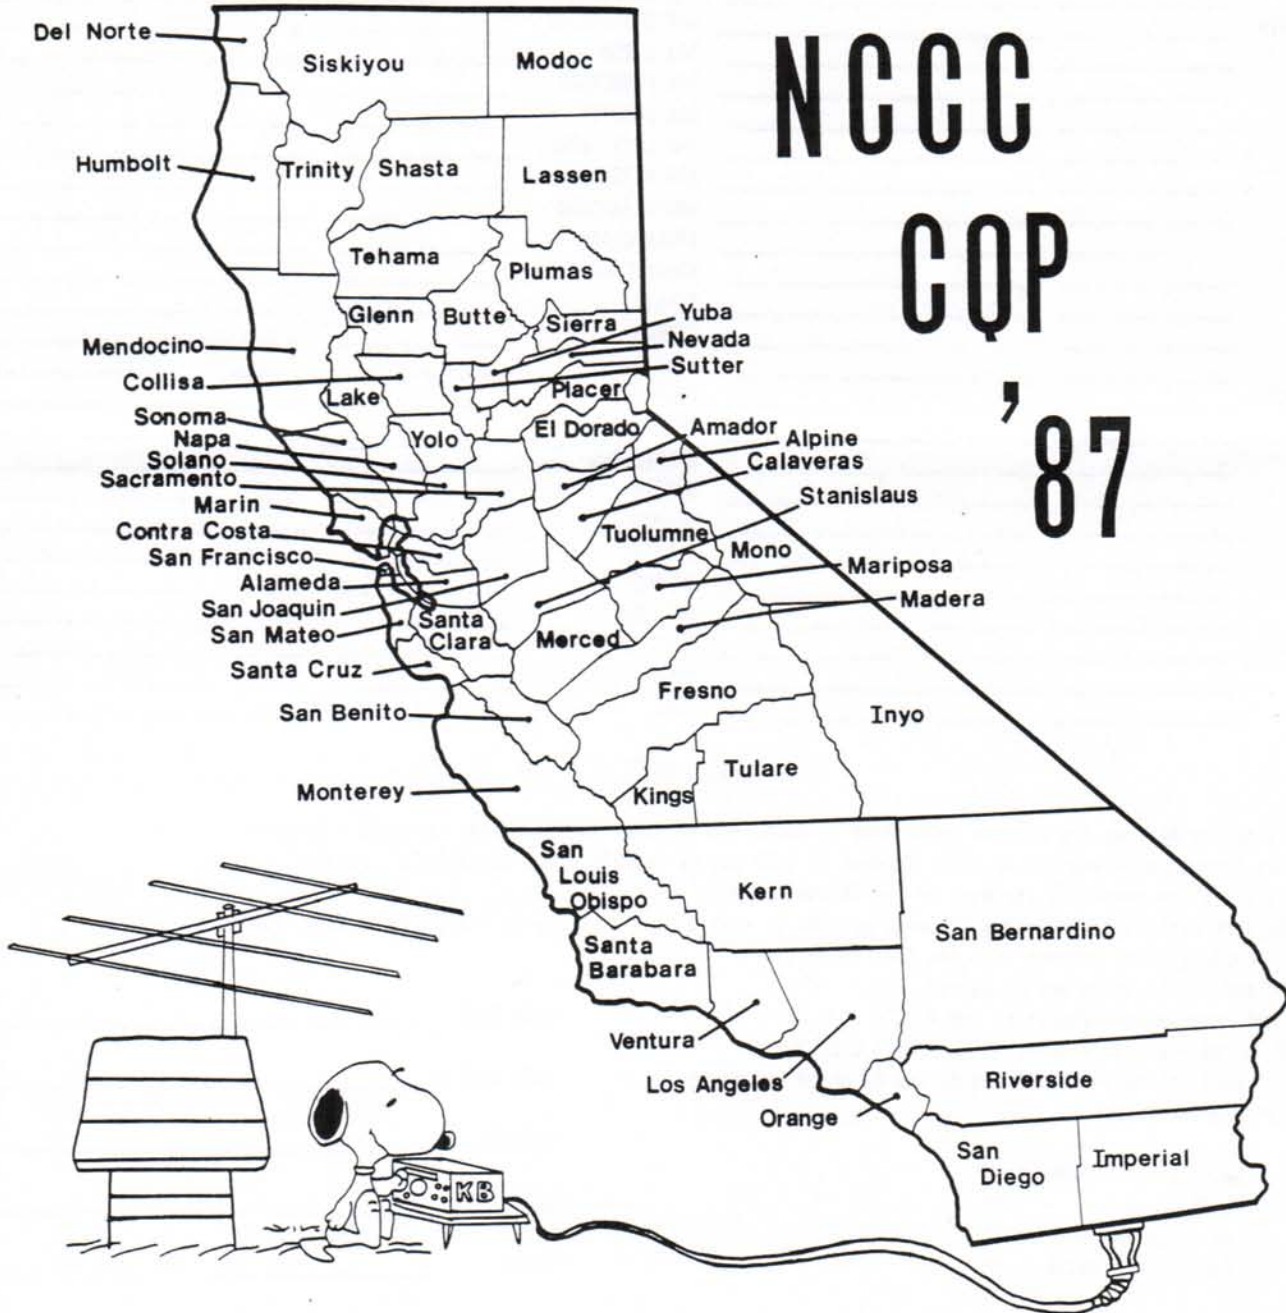 NCCC
CQP
'87
Del Norte
Siskiyou
Modoc
Humbolt
Trinity
Shasta
Lassen
Tehama
Plumas
Glenn
Butte
Sierra
Yuba
Nevada
Sutter
Mendocino
Collisa
Lake
Placer
Sonoma
Napa
Solano
Sacramento
Yolo
El Dorado
Amador
Alpine
Calaveras
Stanislaus
Marin
Contra Costa
San Francisco
Alameda
San Joaquin
San Mateo
Tuolumne
Mono
Mariposa
Madera
Santa
Clara
Merced
Santa Cruz
Fresno
San Benito
Inyo
Monterey
Kings
Tulare
San
Louis
Obispo
Kern
Santa
Barabara
San Bernardino
Ventura
Los Angeles
Orange
Riverside
San
Diego
Imperial
KB